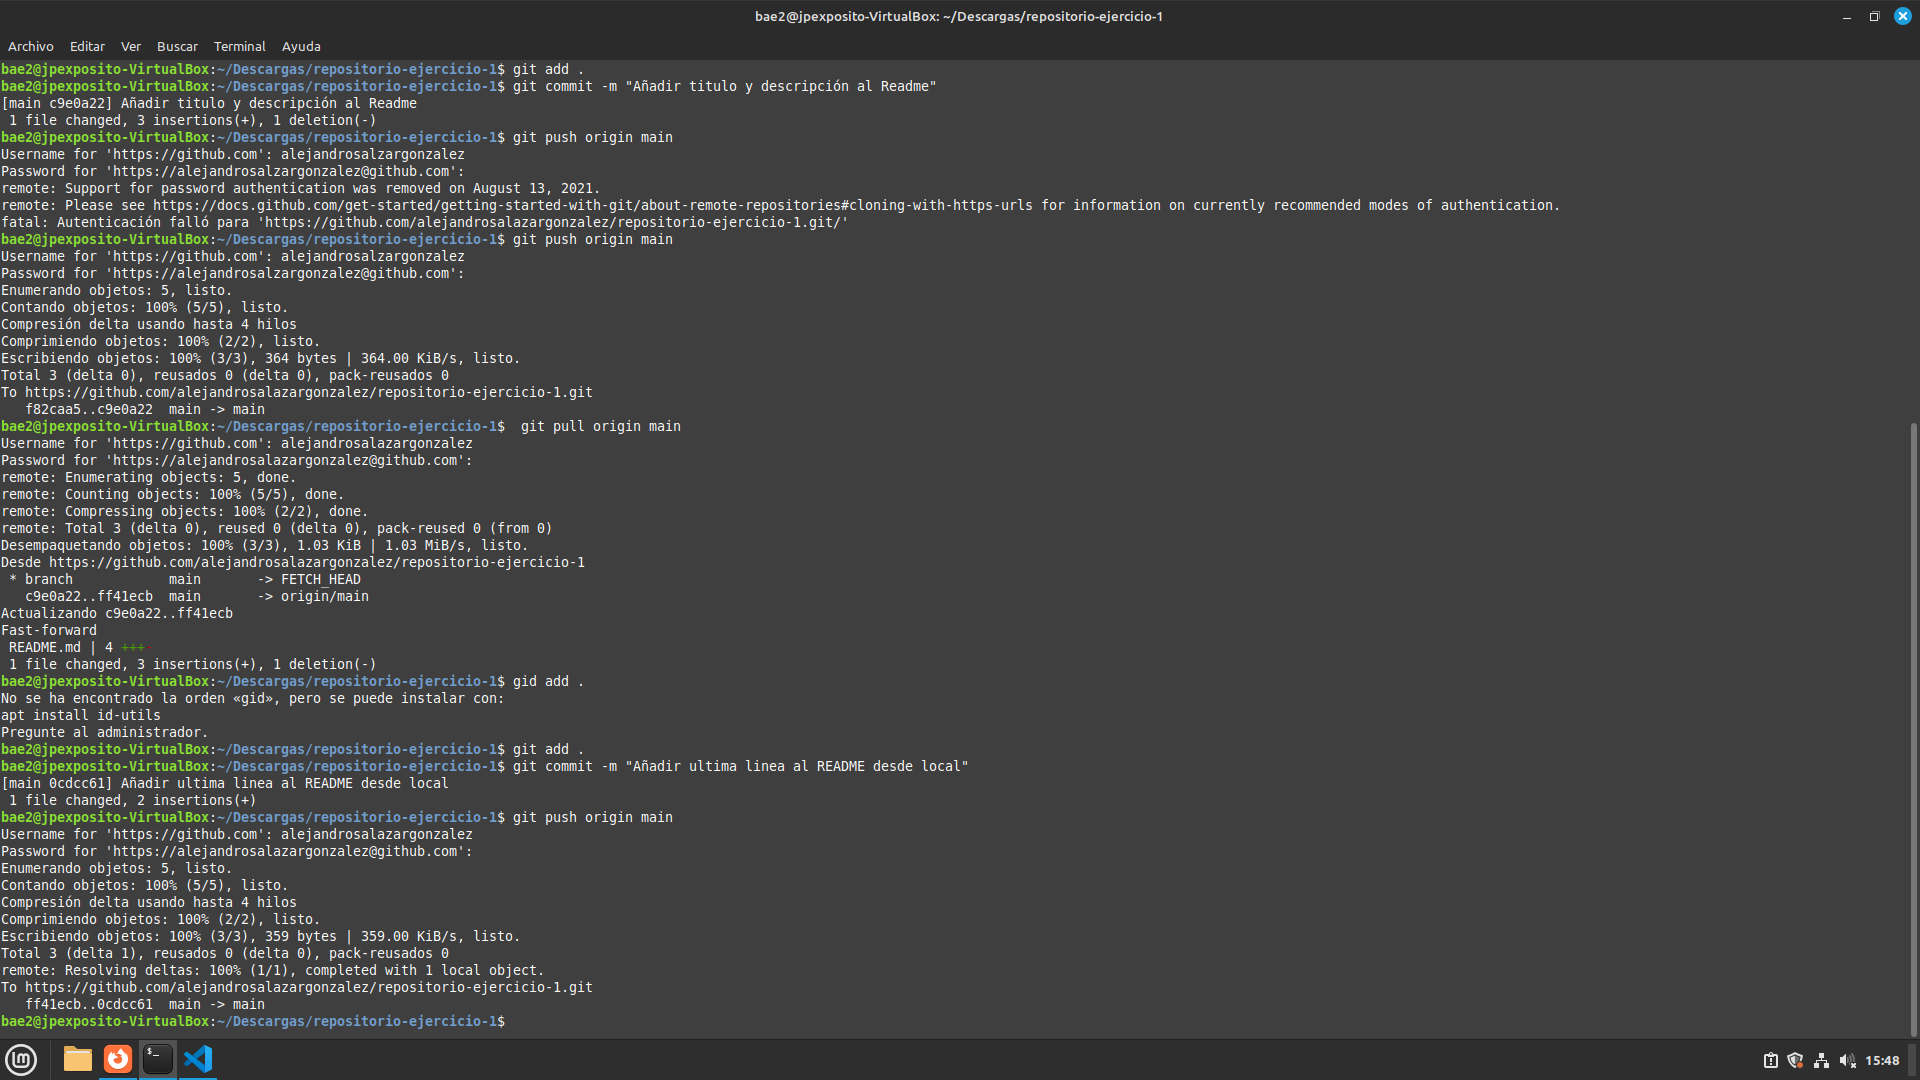 bae2@jpexposito-VirtualBox: ~/Descargas/repositorio-ejercicio-1
Archivo Editar Ver Buscar Terminal Ayuda
bae2@jpexposito-VirtualBox:~/Descargas/repositorio-ejercicio-1$ git add .
bae2@jpexposito-VirtualBox:~/Descargas/repositorio-ejercicio-1$ git commit -m "Añadir titulo y descripción al Readme"
[main c9e0a22] Añadir titulo y descripción al Readme
 1 file changed, 3 insertions(+), 1 deletion(-)
bae2@jpexposito-VirtualBox:~/Descargas/repositorio-ejercicio-1$ git push origin main
Username for 'https://github.com': alejandrosalzargonzalez
Password for 'https://alejandrosalzargonzalez@github.com':
remote: Support for password authentication was removed on August 13, 2021.
remote: Please see https://docs.github.com/get-started/getting-started-with-git/about-remote-repositories#cloning-with-https-urls for information on currently recommended modes of authentication.
fatal: Autenticación falló para 'https://github.com/alejandrosalazargonzalez/repositorio-ejercicio-1.git/'
bae2@jpexposito-VirtualBox:~/Descargas/repositorio-ejercicio-1$ git push origin main
Username for 'https://github.com': alejandrosalzargonzalez
Password for 'https://alejandrosalzargonzalez@github.com':
Enumerando objetos: 5, listo.
Contando objetos: 100% (5/5), listo.
Compresión delta usando hasta 4 hilos
Comprimiendo objetos: 100% (2/2), listo.
Escribiendo objetos: 100% (3/3), 364 bytes | 364.00 KiB/s, listo.
Total 3 (delta 0), reusados 0 (delta 0), pack-reusados 0
To https://github.com/alejandrosalazargonzalez/repositorio-ejercicio-1.git
   f82caa5..c9e0a22  main -> main
bae2@jpexposito-VirtualBox:~/Descargas/repositorio-ejercicio-1$  git pull origin main
Username for 'https://github.com': alejandrosalazargonzalez
Password for 'https://alejandrosalazargonzalez@github.com':
remote: Enumerating objects: 5, done.
remote: Counting objects: 100% (5/5), done.
remote: Compressing objects: 100% (2/2), done.
remote: Total 3 (delta 0), reused 0 (delta 0), pack-reused 0 (from 0)
Desempaquetando objetos: 100% (3/3), 1.03 KiB | 1.03 MiB/s, listo.
Desde https://github.com/alejandrosalazargonzalez/repositorio-ejercicio-1
 * branch            main       -> FETCH_HEAD
   c9e0a22..ff41ecb  main       -> origin/main
Actualizando c9e0a22..ff41ecb
Fast-forward
 README.md | 4 +++
 1 file changed, 3 insertions(+), 1 deletion(-)
bae2@jpexposito-VirtualBox:~/Descargas/repositorio-ejercicio-1$ gid add .
No se ha encontrado la orden «gid», pero se puede instalar con:
apt install id-utils
Pregunte al administrador.
bae2@jpexposito-VirtualBox:~/Descargas/repositorio-ejercicio-1$ git add .
bae2@jpexposito-VirtualBox:~/Descargas/repositorio-ejercicio-1$ git commit -m "Añadir ultima linea al README desde local"
[main 0cdcc61] Añadir ultima linea al README desde local
 1 file changed, 2 insertions(+)
bae2@jpexposito-VirtualBox:~/Descargas/repositorio-ejercicio-1$ git push origin main
Username for 'https://github.com': alejandrosalazargonzalez
Password for 'https://alejandrosalazargonzalez@github.com':
Enumerando objetos: 5, listo.
Contando objetos: 100% (5/5), listo.
Compresión delta usando hasta 4 hilos
Comprimiendo objetos: 100% (2/2), listo.
Escribiendo objetos: 100% (3/3), 359 bytes | 359.00 KiB/s, listo.
Total 3 (delta 1), reusados 0 (delta 0), pack-reusados 0
remote: Resolving deltas: 100% (1/1), completed with 1 local object.
To https://github.com/alejandrosalazargonzalez/repositorio-ejercicio-1.git
   ff41ecb..0cdcc61  main -> main
bae2@jpexposito-VirtualBox:~/Descargas/repositorio-ejercicio-1$
15:48